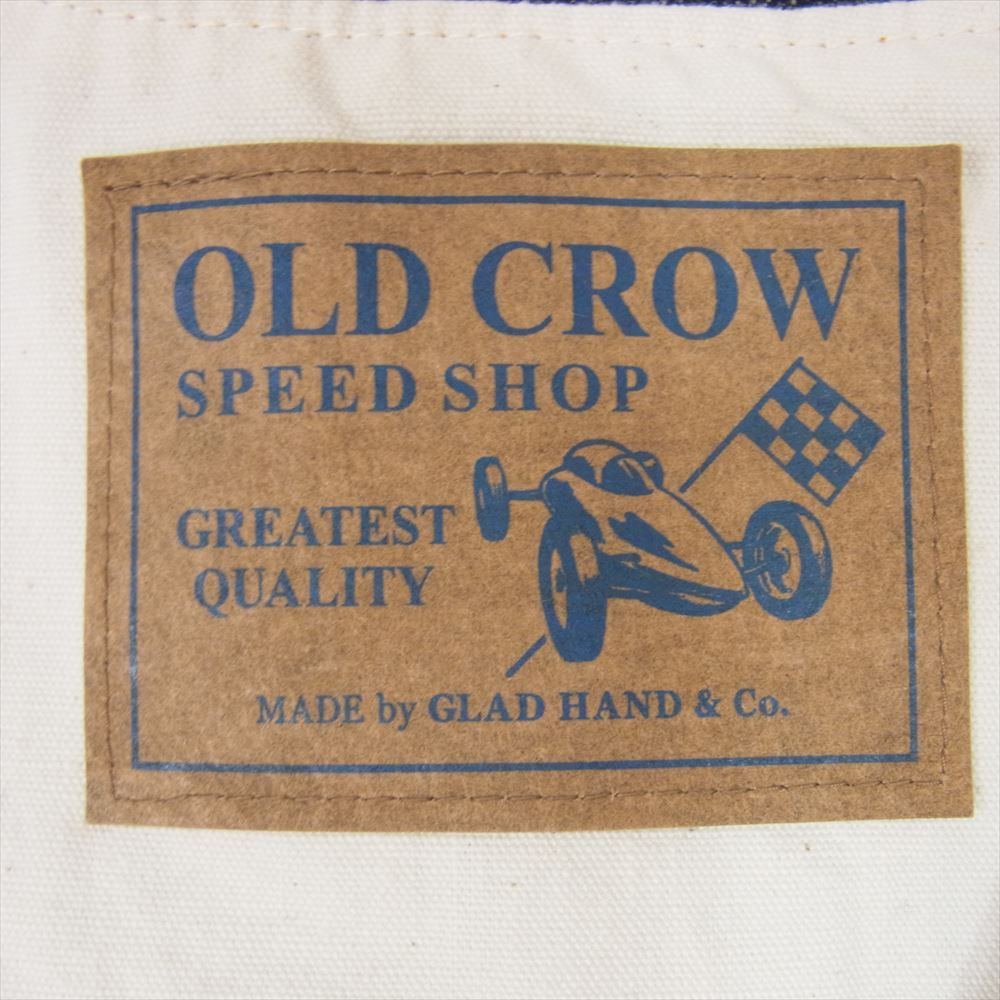 OLD CROW
SPEED SHOP
GREATEST
QUALITY
MADE by GLAD HAND & Co.